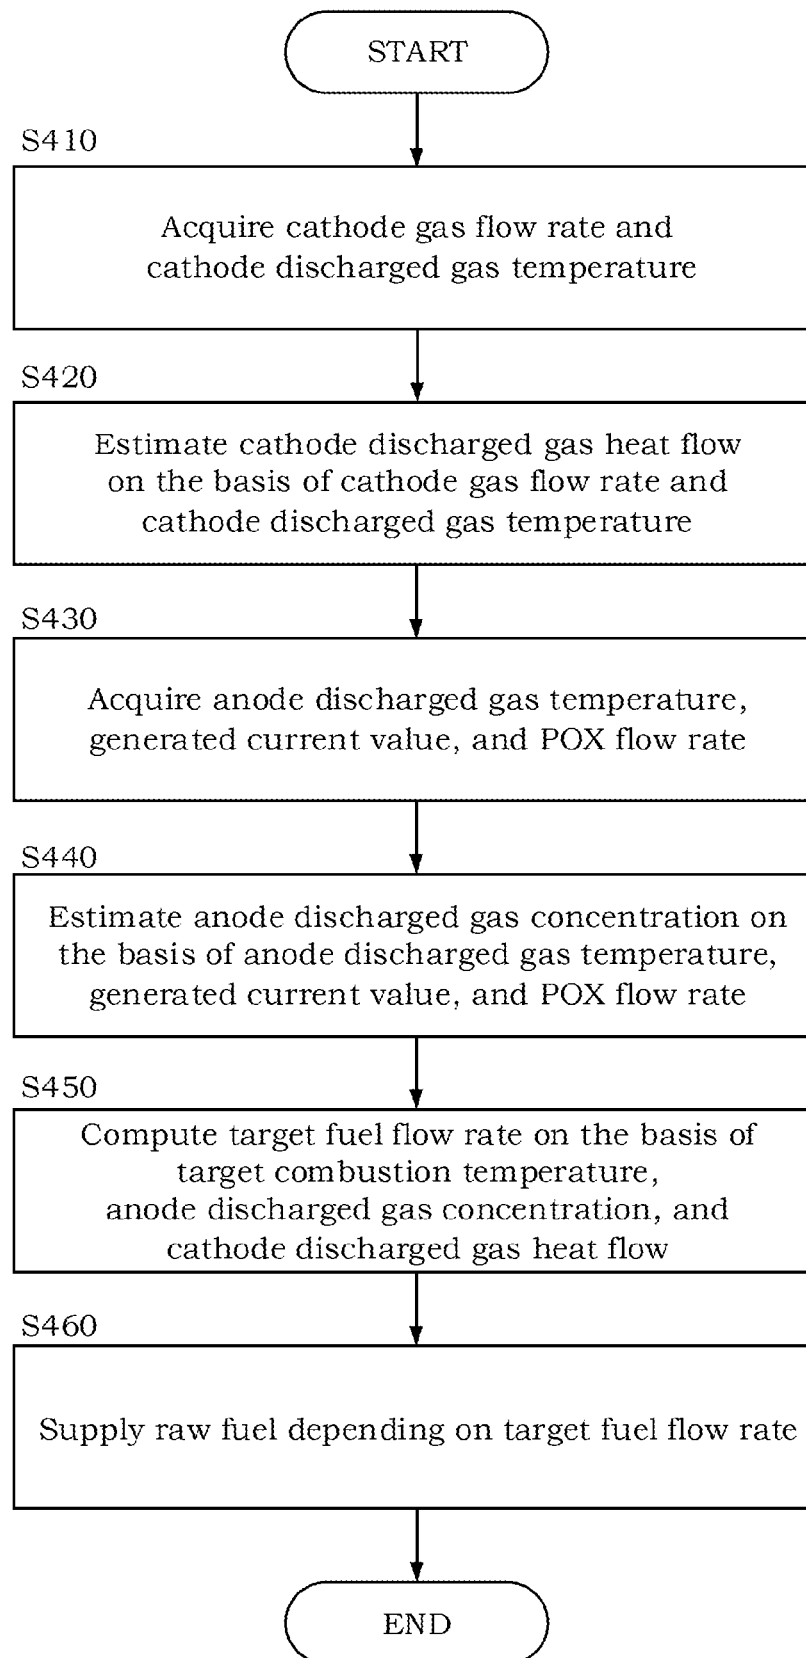 START
S410
Acquire cathode gas flow rate and
cathode discharged gas temperature
S420
Estimate cathode discharged gas heat flow
on the basis of cathode gas flow rate and
cathode discharged gas temperature
S430
Acquire anode discharged gas temperature,
generated current value, and POX flow rate
S440
Estimate anode discharged gas concentration on
the basis of anode discharged gas temperature,
generated current value, and POX flow rate
S450
Compute target fuel flow rate on the basis of
target combustion temperature,
anode discharged gas concentration, and
cathode discharged gas heat flow
S460
Supply raw fuel depending on target fuel flow rate
END